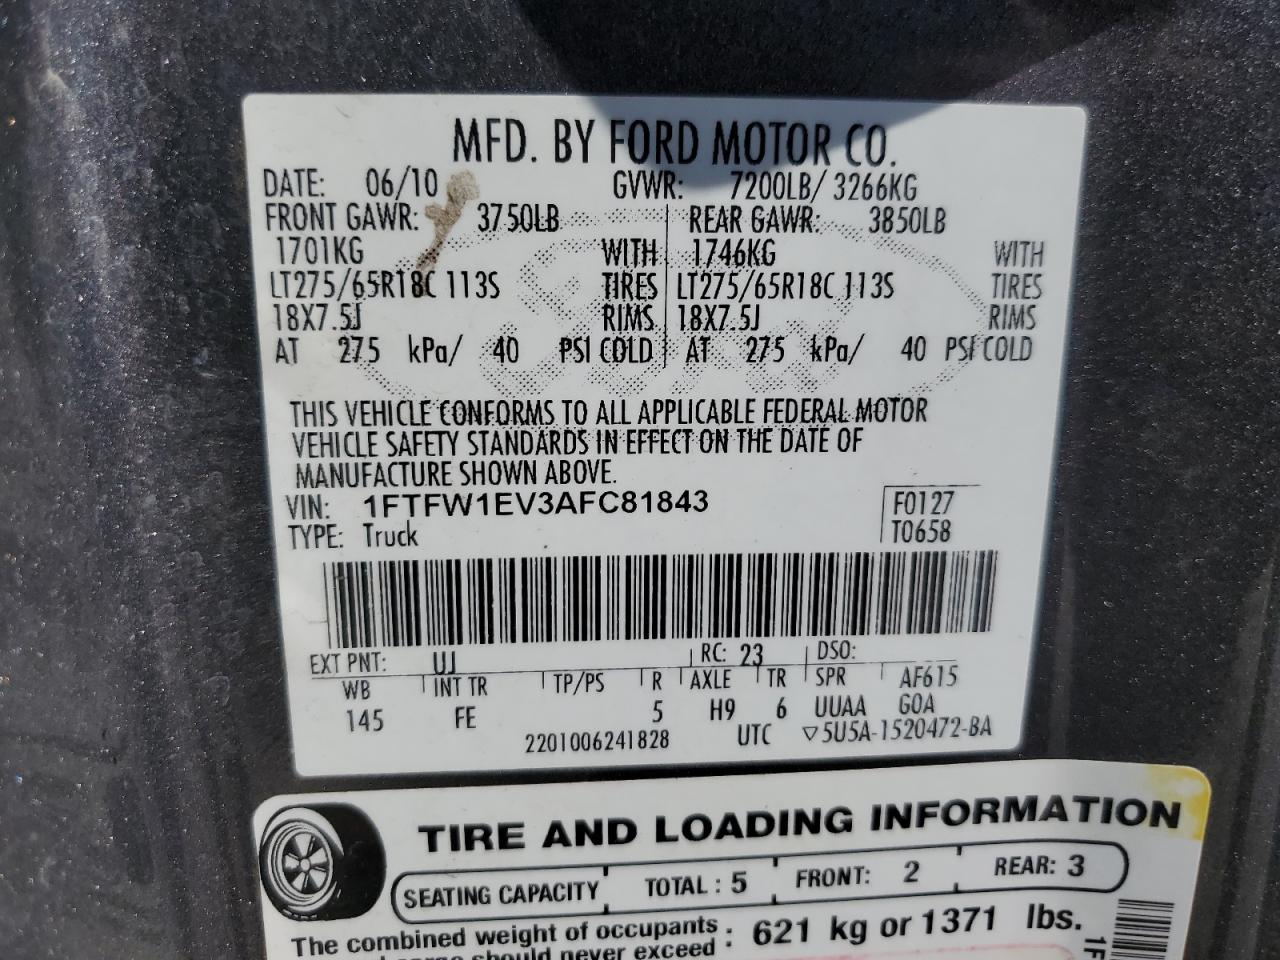 MFD. BY FORD MOTOR CO.
DATE: 06/10 GVWR: 7200LB/ 3266KG
FRONT GAWR: 3750LB REAR GAWR: 3850LB
1701KG WITH 1746KG WITH
LT275/65R18C 113S TIRES LT275/65R18C 113S TIRES
18X7.5J RIMS 18X7.5J RIMS
AT 275 kPa/ 40 PSI COLD AT 275 kPa/ 40 PSI COLD
THIS VEHICLE CONFORMS TO ALL APPLICABLE FEDERAL MOTOR
VEHICLE SAFETY STANDARDS IN EFFECT ON THE DATE OF
MANUFACTURE SHOWN ABOVE.
VIN: 1FTFW1EV3AFC81843 F0127
TYPE: Truck T0658
EXT PNT: UJ RC: 23 DSO:
WB INT TR TP/PS R AXLE TR SPR AF615
145 FE 5 H9 6 UUAA GOA
2201006241828 UTC ▽5U5A-1520472-BA
TIRE AND LOADING INFORMATION
SEATING CAPACITY TOTAL : 5 FRONT: 2 REAR: 3
The combined weight of occupants : 621 kg or 1371 lbs.
should never exceed
1F